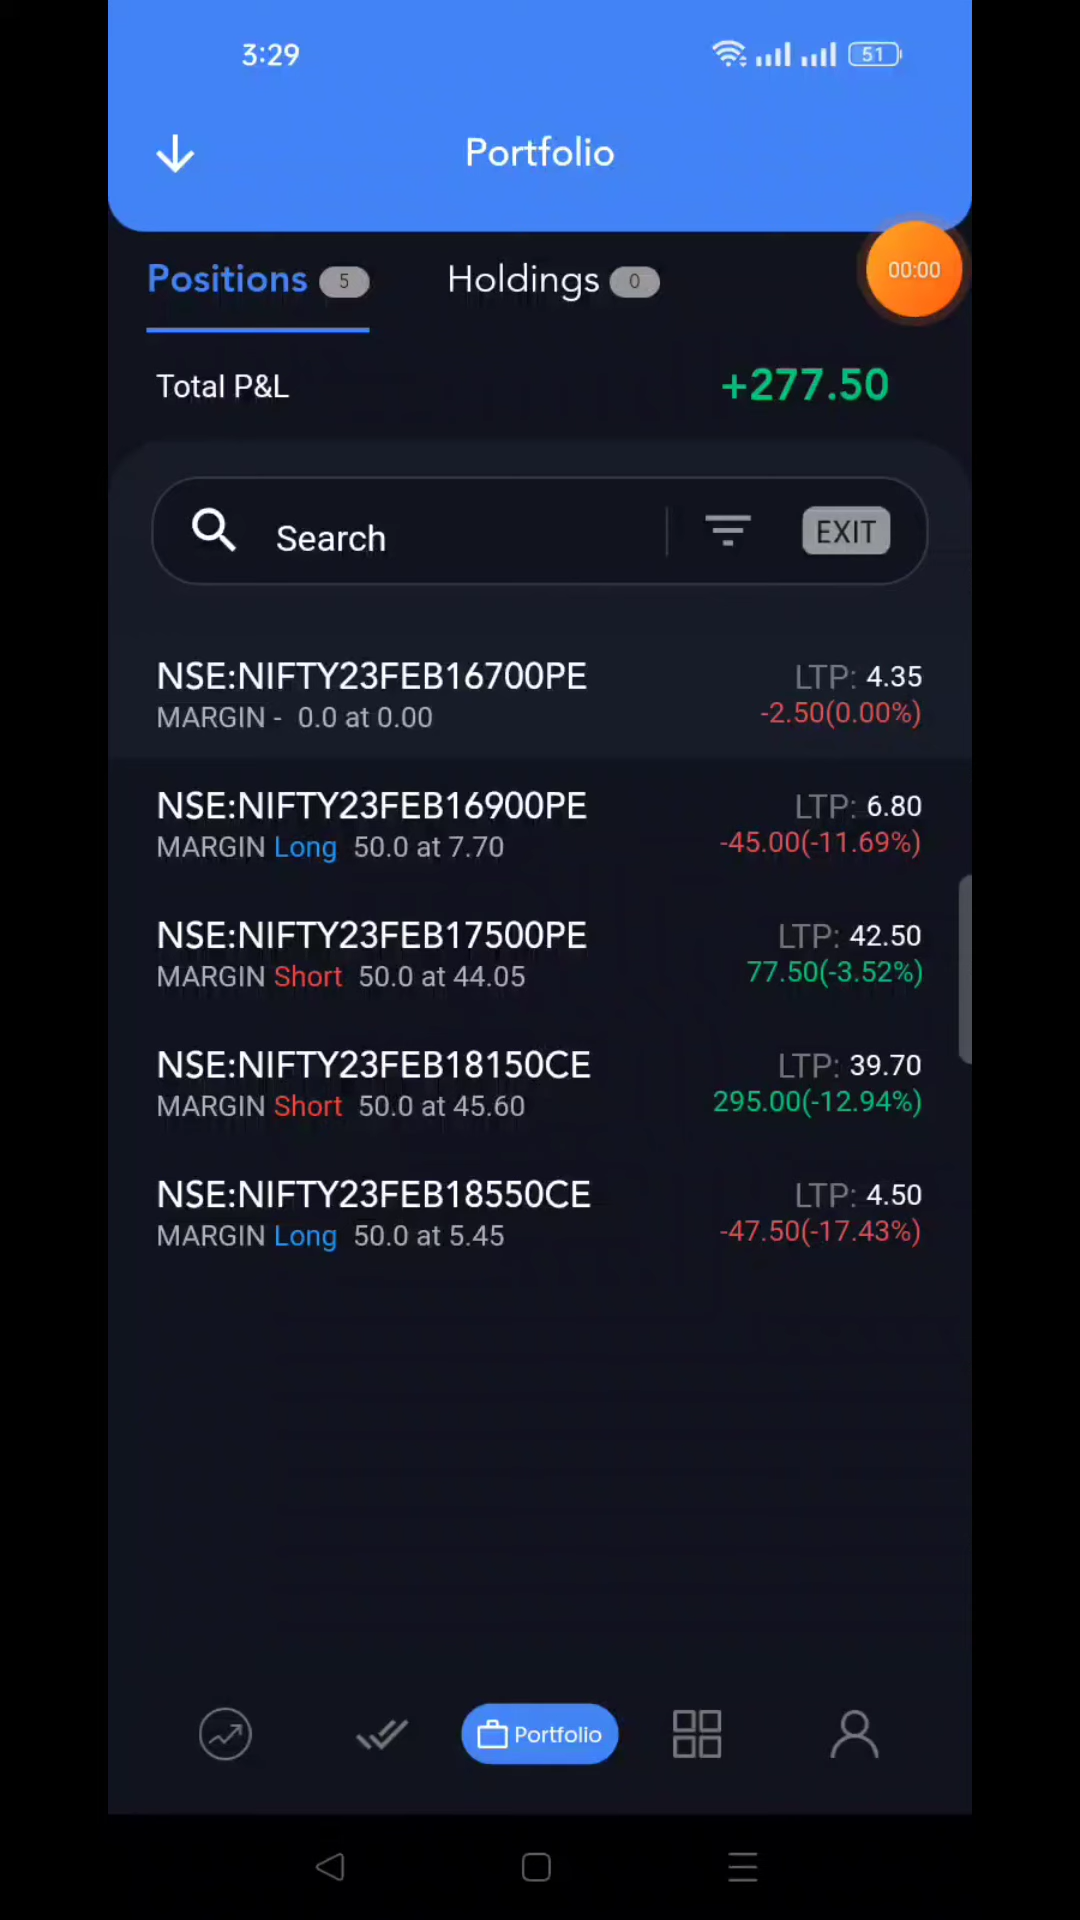 3:29
51
Portfolio
Positions 5 Holdings 0
00:00
Total P&L +277.50
Search EXIT
NSE:NIFTY23FEB16700PE LTP: 4.35
MARGIN - 0.0 at 0.00 -2.50(0.00%)
NSE:NIFTY23FEB16900PE LTP: 6.80
MARGIN Long 50.0 at 7.70 -45.00(-11.69%)
NSE:NIFTY23FEB17500PE LTP: 42.50
MARGIN Short 50.0 at 44.05 77.50(-3.52%)
NSE:NIFTY23FEB18150CE LTP: 39.70
MARGIN Short 50.0 at 45.60 295.00(-12.94%)
NSE:NIFTY23FEB18550CE LTP: 4.50
MARGIN Long 50.0 at 5.45 -47.50(-17.43%)
Portfolio